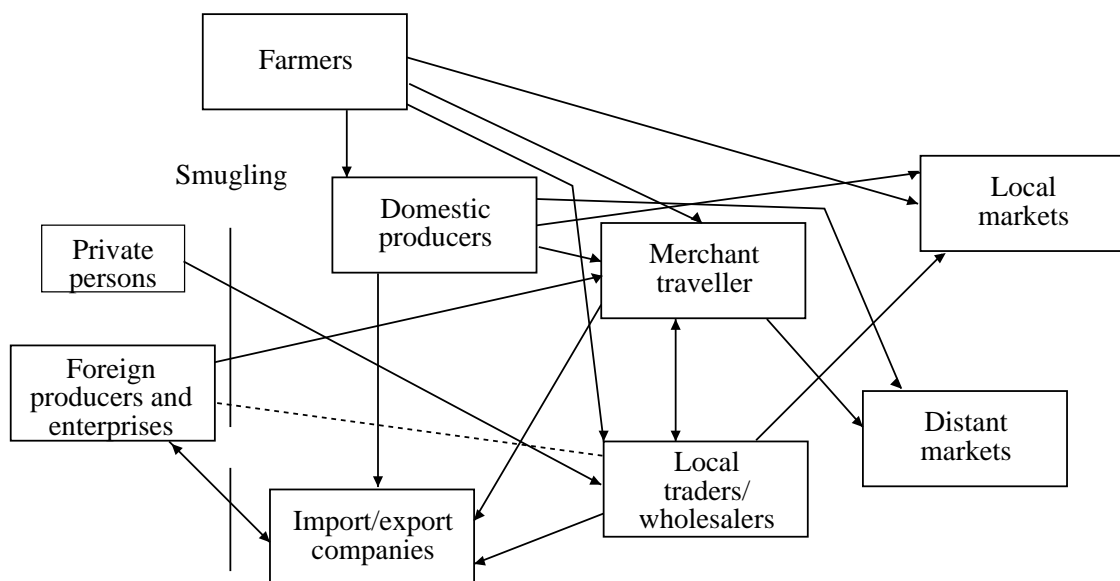 Farmers
Smugling
Domestic
producers
Local
markets
Private
persons
Merchant
traveller
Foreign
producers and
enterprises
Distant
markets
Local
traders/
wholesalers
Import/export
companies